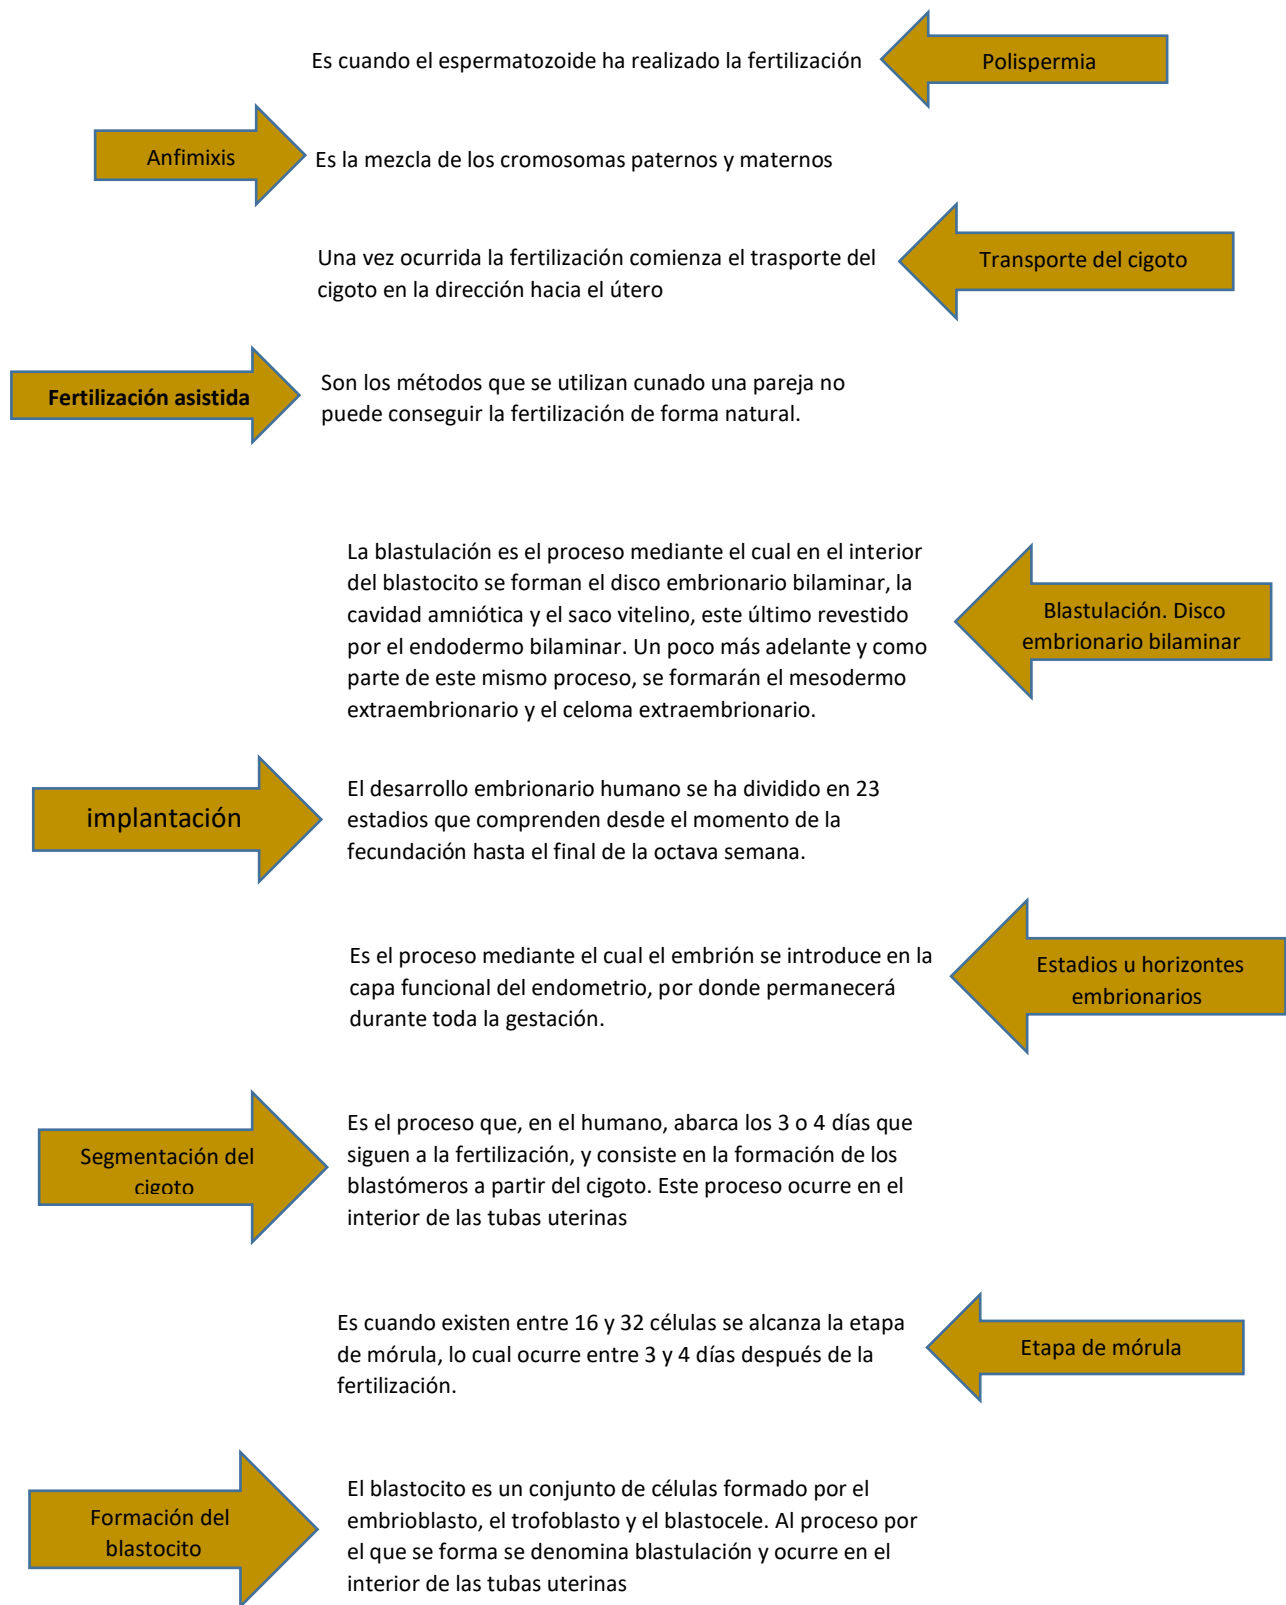 Es cuando el espermatozoide ha realizado la fertilización
Polispermia
Anfimixis
Es la mezcla de los cromosomas paternos y maternos
Una vez ocurrida la fertilización comienza el trasporte del
cigoto en la dirección hacia el útero
Transporte del cigoto
Fertilización asistida
Son los métodos que se utilizan cunado una pareja no
puede conseguir la fertilización de forma natural.
La blastulación es el proceso mediante el cual en el interior
del blastocito se forman el disco embrionario bilaminar, la
cavidad amniótica y el saco vitelino, este último revestido
por el endodermo bilaminar. Un poco más adelante y como
parte de este mismo proceso, se formarán el mesodermo
extraembrionario y el celoma extraembrionario.
Blastulación. Disco
embrionario bilaminar
implantación
El desarrollo embrionario humano se ha dividido en 23
estadios que comprenden desde el momento de la
fecundación hasta el final de la octava semana.
Es el proceso mediante el cual el embrión se introduce en la
capa funcional del endometrio, por donde permanecerá
durante toda la gestación.
Estadios u horizontes
embrionarios
Segmentación del
cigoto
Es el proceso que, en el humano, abarca los 3 o 4 días que
siguen a la fertilización, y consiste en la formación de los
blastómeros a partir del cigoto. Este proceso ocurre en el
interior de las tubas uterinas
Es cuando existen entre 16 y 32 células se alcanza la etapa
de mórula, lo cual ocurre entre 3 y 4 días después de la
fertilización.
Etapa de mórula
Formación del
blastocito
El blastocito es un conjunto de células formado por el
embrioblasto, el trofoblasto y el blastocele. Al proceso por
el que se forma se denomina blastulación y ocurre en el
interior de las tubas uterinas